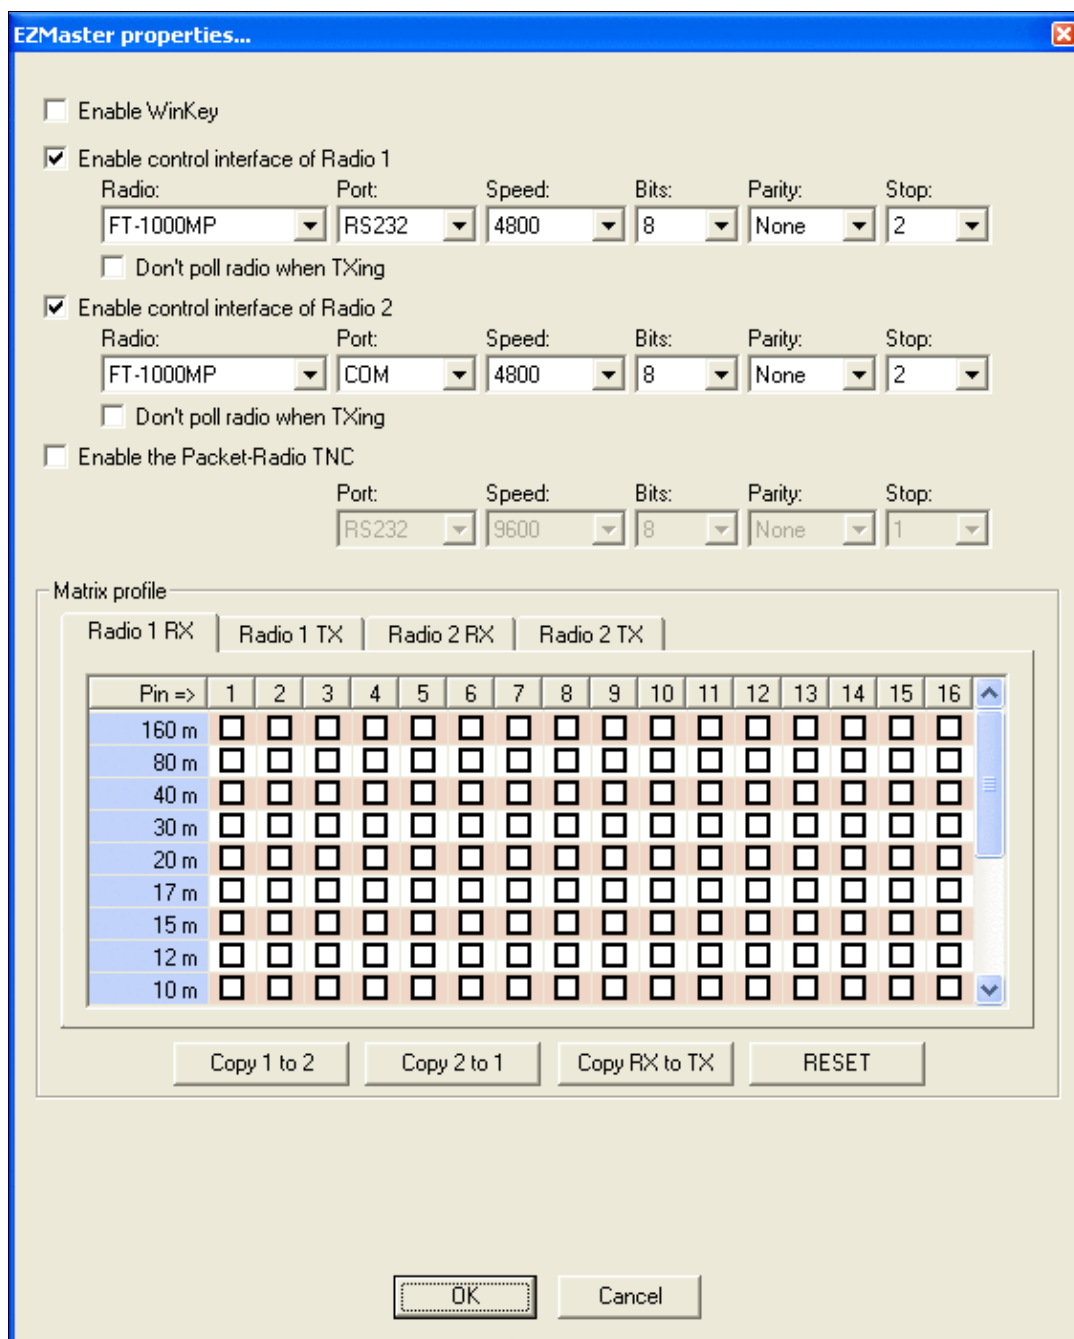 EZMaster properties...
Enable WinKey
Enable control interface of Radio 1
Radio: Port: Speed: Bits: Parity: Stop:
FT-1000MP RS232 4800 8 None 2
Don't poll radio when TXing
Enable control interface of Radio 2
Radio: Port: Speed: Bits: Parity: Stop:
FT-1000MP COM 4800 8 None 2
Don't poll radio when TXing
Enable the Packet-Radio TNC
Port: Speed: Bits: Parity: Stop:
RS232 9600 8 None 1
Matrix profile
Radio 1 RX Radio 1 TX Radio 2 RX Radio 2 TX
Pin => 1 2 3 4 5 6 7 8 9 10 11 12 13 14 15 16
160 m
80 m
40 m
30 m
20 m
17 m
15 m
12 m
10 m
Copy 1 to 2 Copy 2 to 1 Copy RX to TX RESET
OK Cancel